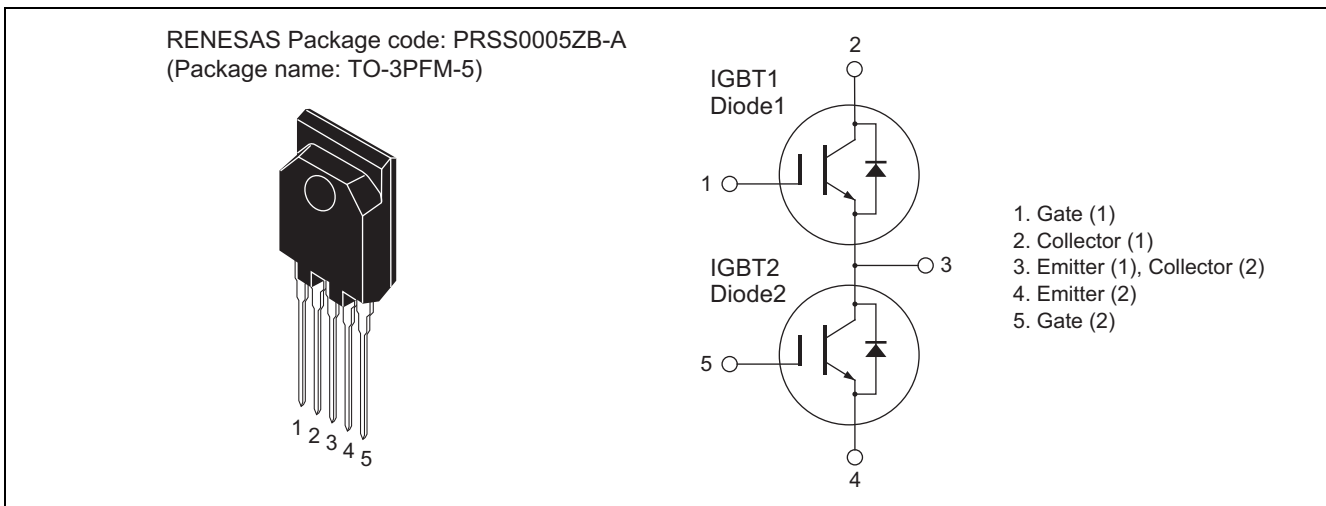 RENESAS Package code: PRSS0005ZB-A
(Package name: TO-3PFM-5)
1
2
3
4
5
2
IGBT1
Diode1
1
3
IGBT2
Diode2
5
4
1. Gate (1)
2. Collector (1)
3. Emitter (1), Collector (2)
4. Emitter (2)
5. Gate (2)